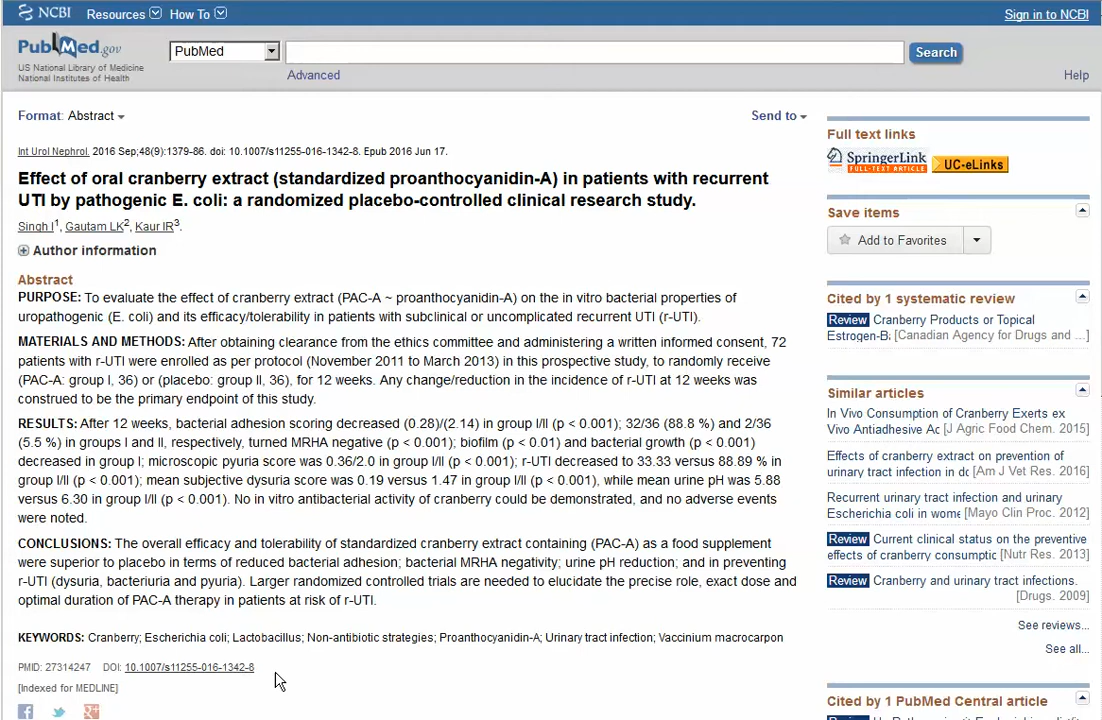 NCBI Resources How To Sign in to NCBI
PubMed.gov
US National Library of Medicine
National Institutes of Health
PubMed
Search
Advanced
Help
Format: Abstract
Send to
Int Urol Nephrol. 2016 Sep;48(9):1379-86. doi: 10.1007/s11255-016-1342-8. Epub 2016 Jun 17.
Effect of oral cranberry extract (standardized proanthocyanidin-A) in patients with recurrent
UTI by pathogenic E. coli: a randomized placebo-controlled clinical research study.
Singh I1, Gautam LK2, Kaur IR3.
Author information
Abstract
PURPOSE: To evaluate the effect of cranberry extract (PAC-A ~ proanthocyanidin-A) on the in vitro bacterial properties of
uropathogenic (E. coli) and its efficacy/tolerability in patients with subclinical or uncomplicated recurrent UTI (r-UTI).
MATERIALS AND METHODS: After obtaining clearance from the ethics committee and administering a written informed consent, 72
patients with r-UTI were enrolled as per protocol (November 2011 to March 2013) in this prospective study, to randomly receive
(PAC-A: group I, 36) or (placebo: group II, 36), for 12 weeks. Any change/reduction in the incidence of r-UTI at 12 weeks was
construed to be the primary endpoint of this study.
RESULTS: After 12 weeks, bacterial adhesion scoring decreased (0.28)/(2.14) in group I/II (p < 0.001); 32/36 (88.8 %) and 2/36
(5.5 %) in groups I and II, respectively, turned MRHA negative (p < 0.001); biofilm (p < 0.01) and bacterial growth (p < 0.001)
decreased in group I; microscopic pyuria score was 0.36/2.0 in group I/II (p < 0.001); r-UTI decreased to 33.33 versus 88.89 % in
group I/II (p < 0.001); mean subjective dysuria score was 0.19 versus 1.47 in group I/II (p < 0.001), while mean urine pH was 5.88
versus 6.30 in group I/II (p < 0.001). No in vitro antibacterial activity of cranberry could be demonstrated, and no adverse events
were noted.
CONCLUSIONS: The overall efficacy and tolerability of standardized cranberry extract containing (PAC-A) as a food supplement
were superior to placebo in terms of reduced bacterial adhesion; bacterial MRHA negativity; urine pH reduction; and in preventing
r-UTI (dysuria, bacteriuria and pyuria). Larger randomized controlled trials are needed to elucidate the precise role, exact dose and
optimal duration of PAC-A therapy in patients at risk of r-UTI.
KEYWORDS: Cranberry; Escherichia coli; Lactobacillus; Non-antibiotic strategies; Proanthocyanidin-A; Urinary tract infection; Vaccinium macrocarpon
PMID: 27314247 DOI: 10.1007/s11255-016-1342-8
[Indexed for MEDLINE]
Full text links
SpringerLink
FULL-TEXT ARTICLE
UC-eLinks
Save items
Add to Favorites
Cited by 1 systematic review
Review Cranberry Products or Topical
Estrogen-B [Canadian Agency for Drugs and ...]
Similar articles
In Vivo Consumption of Cranberry Exerts ex
Vivo Antiadhesive Ac [J Agric Food Chem. 2015]
Effects of cranberry extract on prevention of
urinary tract infection in dc [Am J Vet Res. 2016]
Recurrent urinary tract infection and urinary
Escherichia coli in wome [Mayo Clin Proc. 2012]
Review Current clinical status on the preventive
effects of cranberry consumptic [Nutr Res. 2013]
Review Cranberry and urinary tract infections.
[Drugs. 2009]
See reviews...
See all...
Cited by 1 PubMed Central article